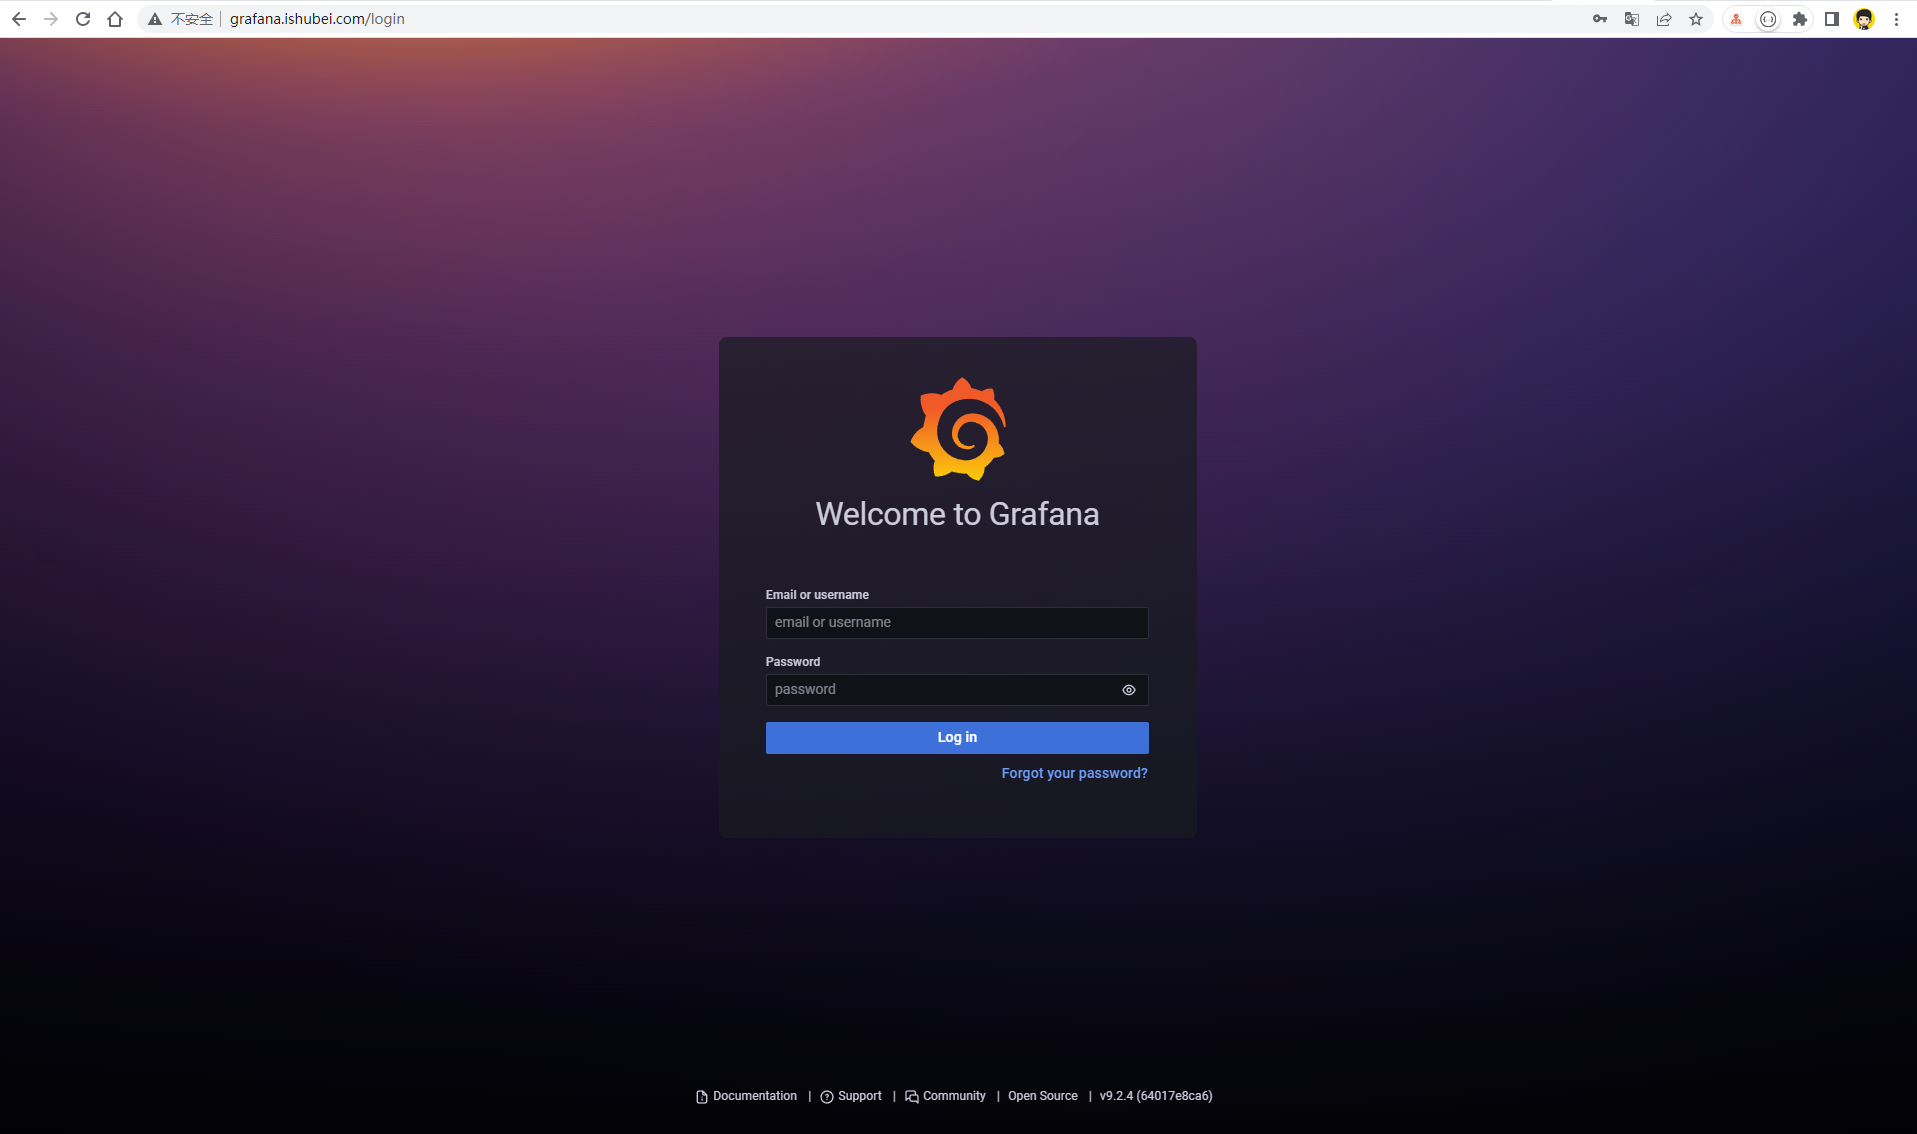 不安全 grafana.ishubei.com/login
Welcome to Grafana
Email or username
email or username
Password
password
Log in
Forgot your password?
Documentation | Support | Community | Open Source | v9.2.4 (64017e8ca6)